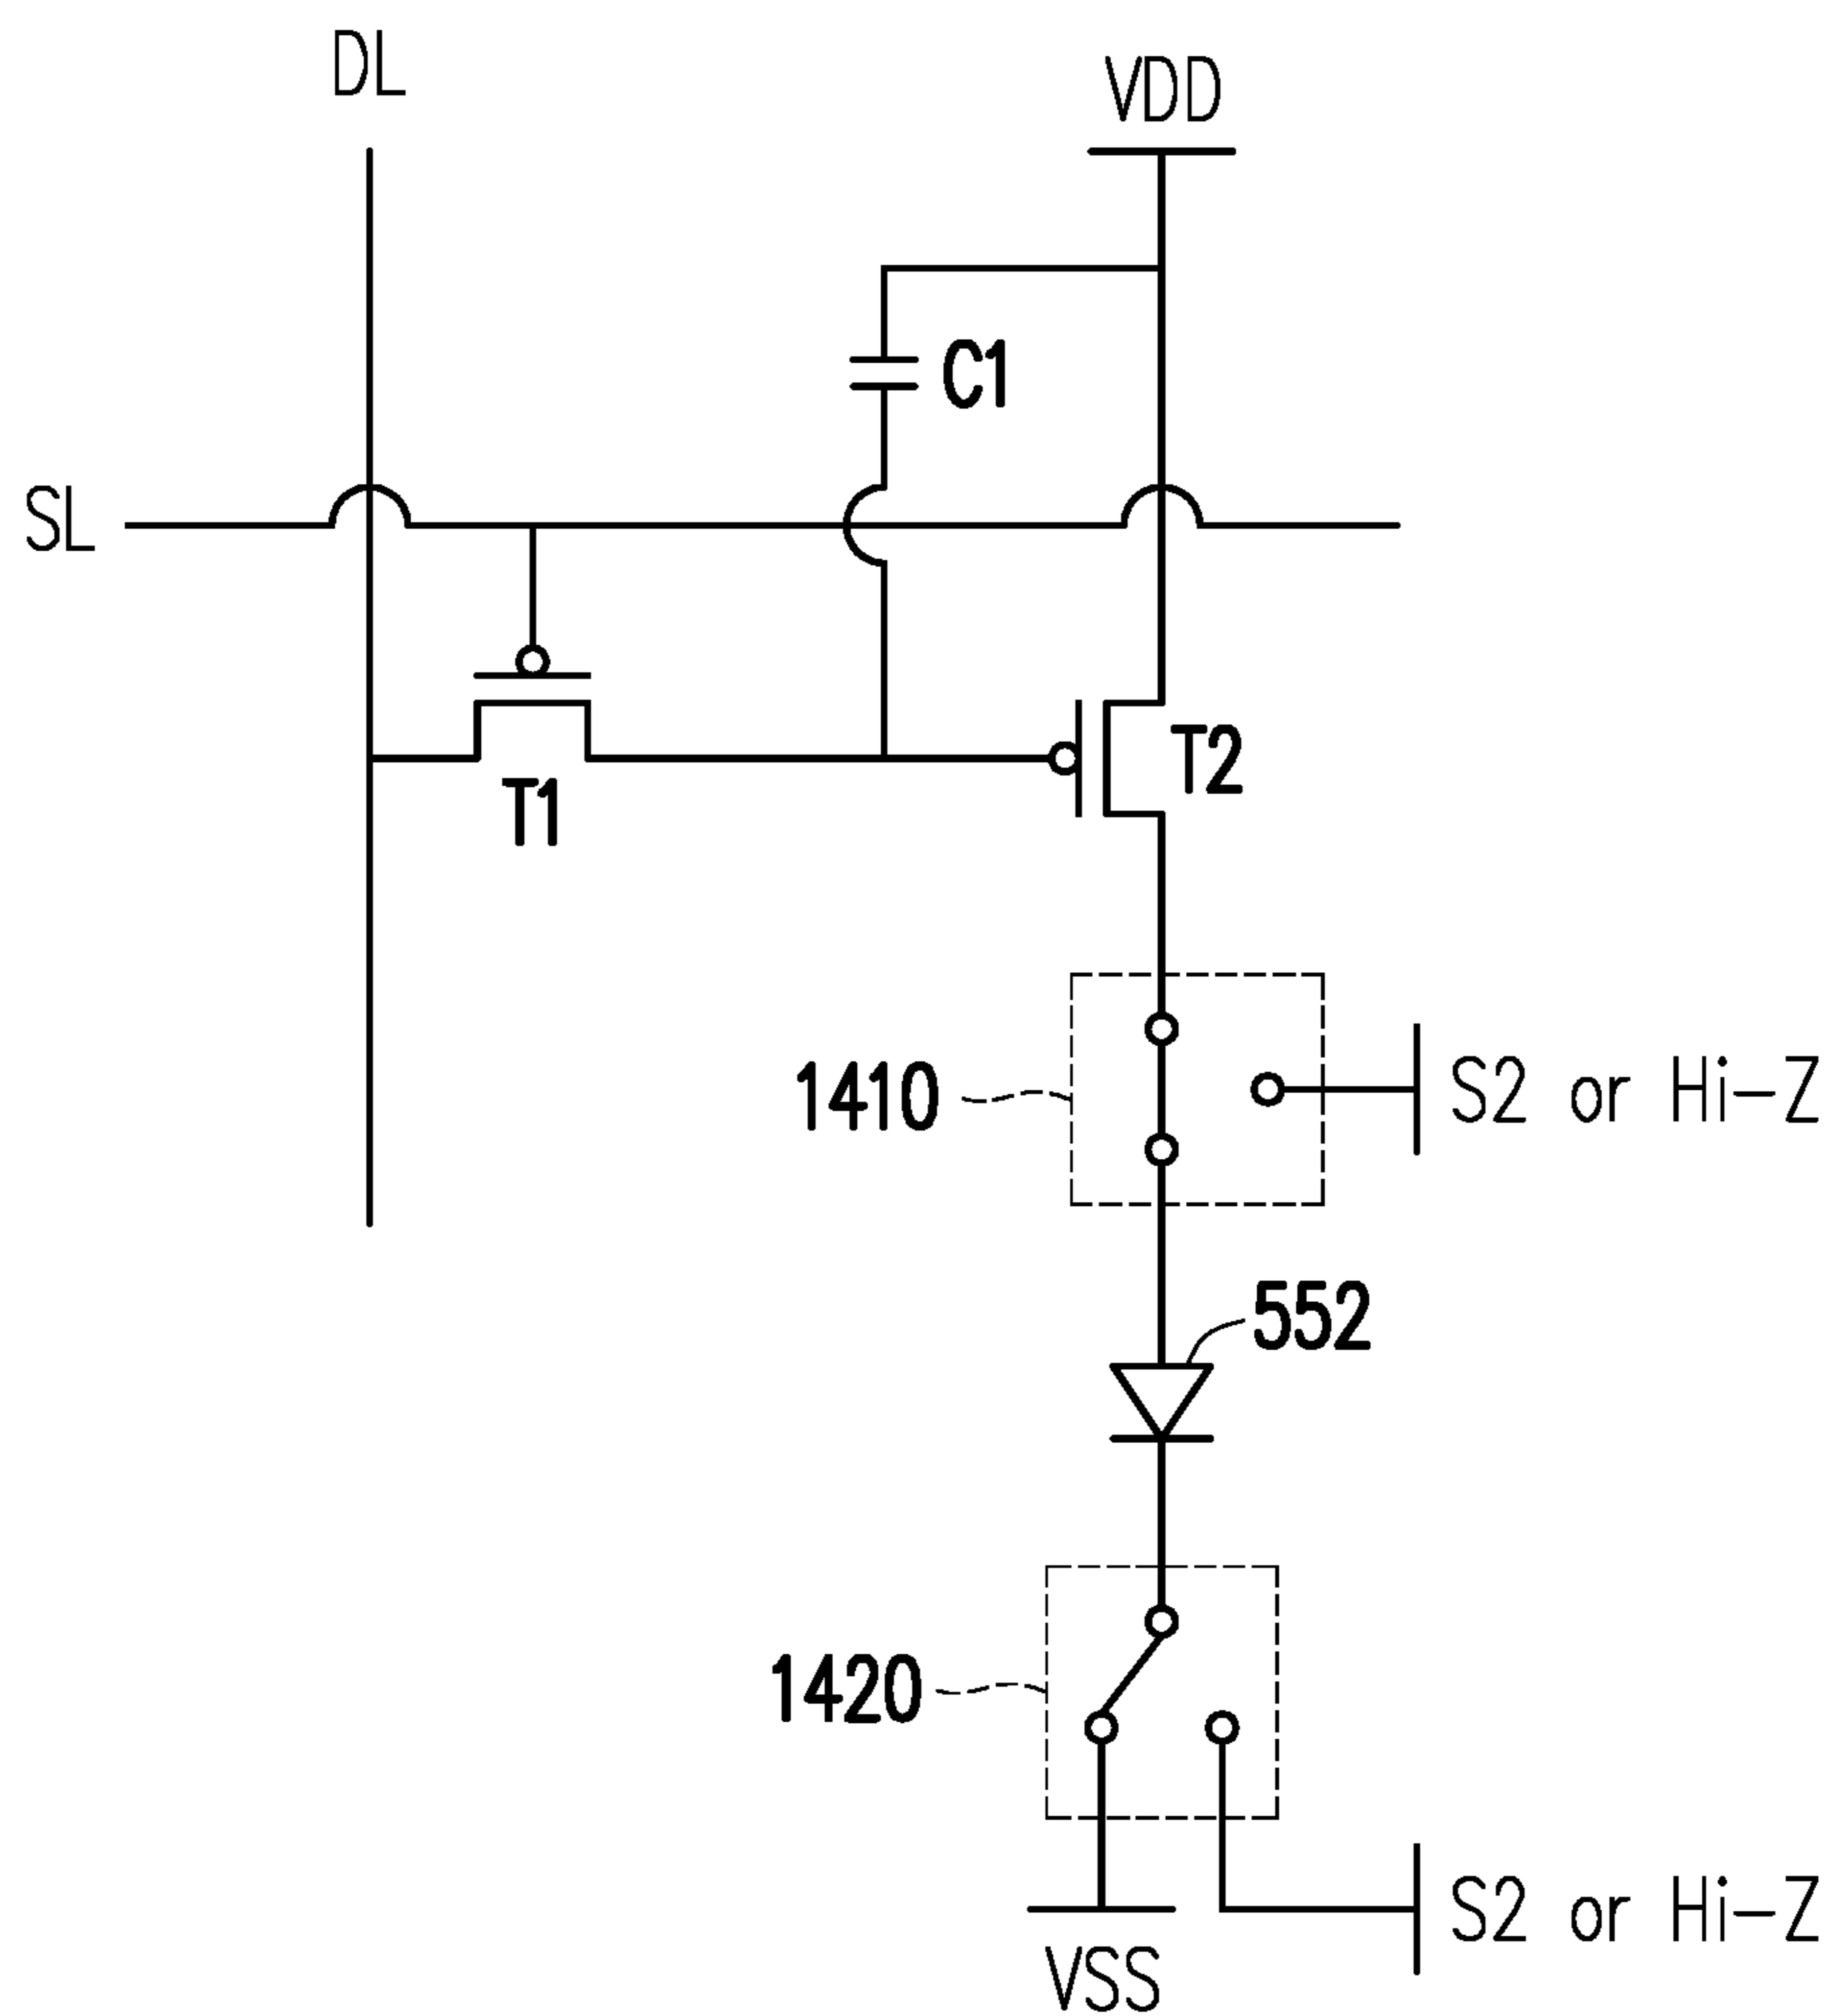 DL
VDD
C1
SL
T2
T1
1410
S2 or Hi-Z
552
1420
S2 or Hi-Z
VSS